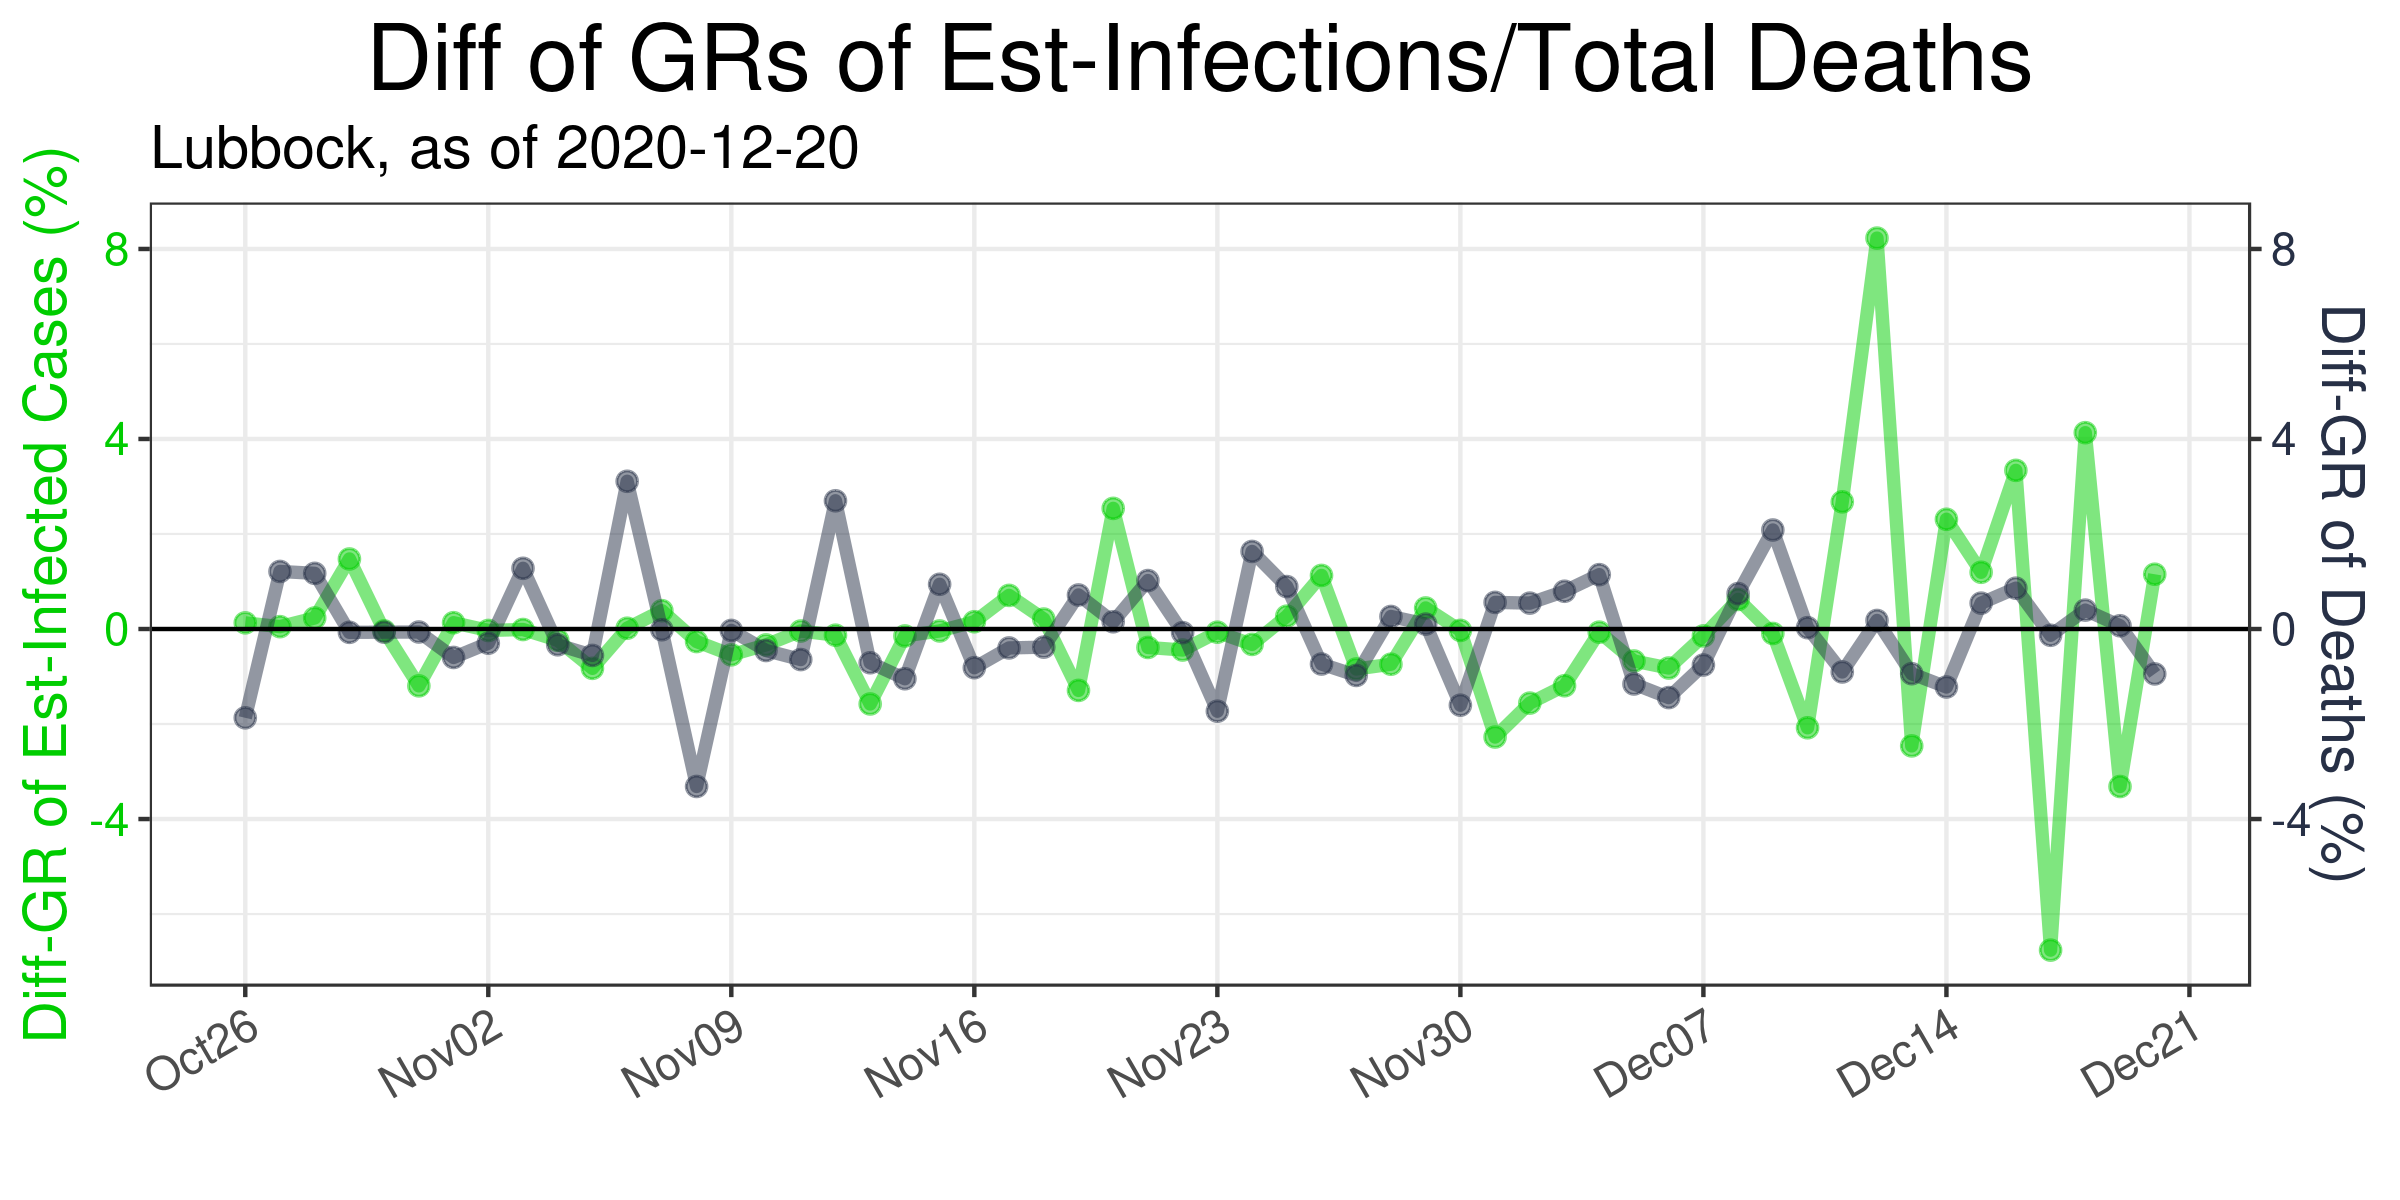 Diff of GRs of Est-Infections/Total Deaths
Lubbock, as of 2020-12-20
Diff-GR of Est-Infected Cases (%)
8
4
0
-4
8
4
0
-4
Diff-GR of Deaths (%)
Oct26
Nov02
Nov09
Nov16
Nov23
Nov30
Dec07
Dec14
Dec21